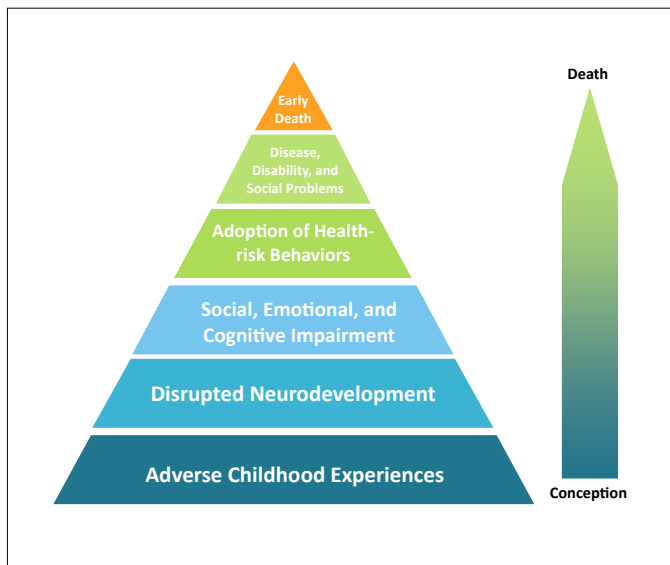 Death
Early
Death
Disease,
Disability, and
Social Problems
Adoption of Health-
risk Behaviors
Social, Emotional, and
Cognitive Impairment
Disrupted Neurodevelopment
Adverse Childhood Experiences
Conception